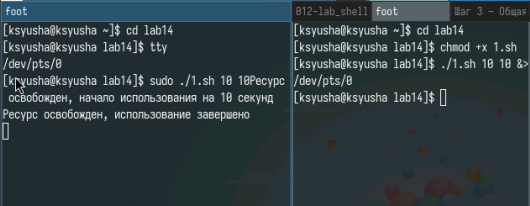 foot
[ksyusha@ksyusha ~]$ cd lab14
[ksyusha@ksyusha lab14]$ tty
/dev/pts/0
[ksyusha@ksyusha lab14]$ sudo ./1.sh 10 10Ресурс
освобожден, начало использования на 10 секунд
Ресурс освобожден, использование завершено
012-lab_shell
foot
Шаг 3 – Общая
[ksyusha@ksyusha ~]$ cd lab14
[ksyusha@ksyusha lab14]$ chmod +x 1.sh
[ksyusha@ksyusha lab14]$ ./1.sh 10 10 &>
/dev/pts/0
[ksyusha@ksyusha lab14]$